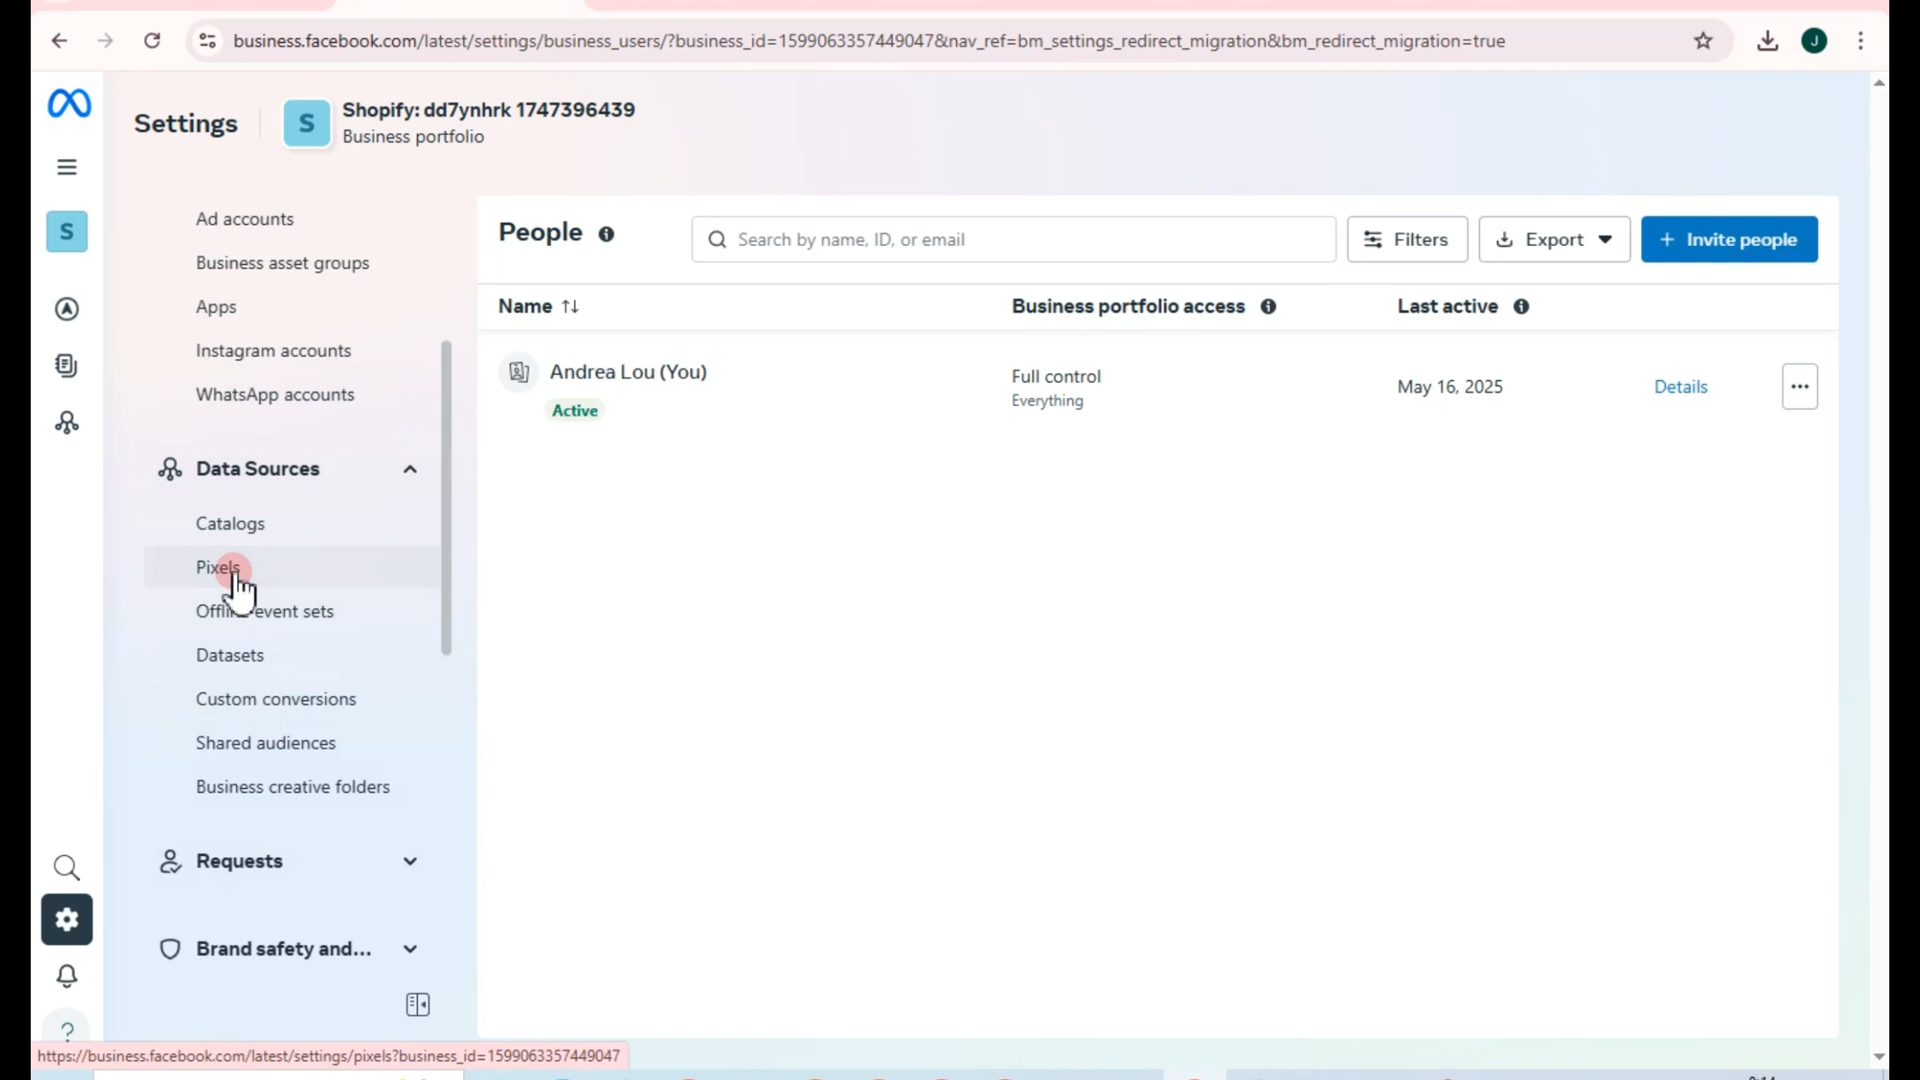 business.facebook.com/latest/settings/business_users/?business_id=1599063357449047&nav_ref=bm_settings_redirect_migration&bm_redirect_migration=true
J
Settings
S
Shopify: dd7ynhrk 1747396439
Business portfolio
S
Ad accounts
Business asset groups
Apps
Instagram accounts
WhatsApp accounts
Data Sources
Catalogs
Pixels
Offline event sets
Datasets
Custom conversions
Shared audiences
Business creative folders
Requests
Brand safety and...
People
Search by name, ID, or email
Filters
Export
+ Invite people
Name
Business portfolio access
Last active
Andrea Lou (You)
Active
Full control
Everything
May 16, 2025
Details
https://business.facebook.com/latest/settings/pixels?business_id=1599063357449047